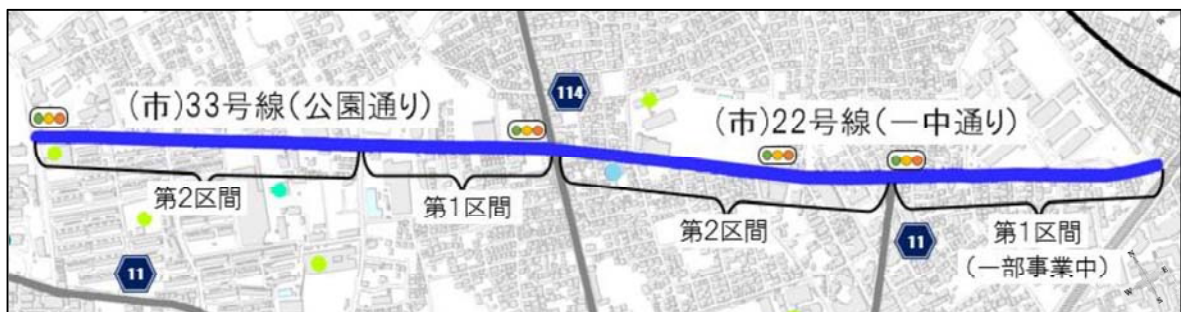 114
(市)33号線(公園通り)
(市)22号線(一中通り)
第2区間
第1区間
第2区間
第1区間
(一部事業中)
11
11
N
E
W
S